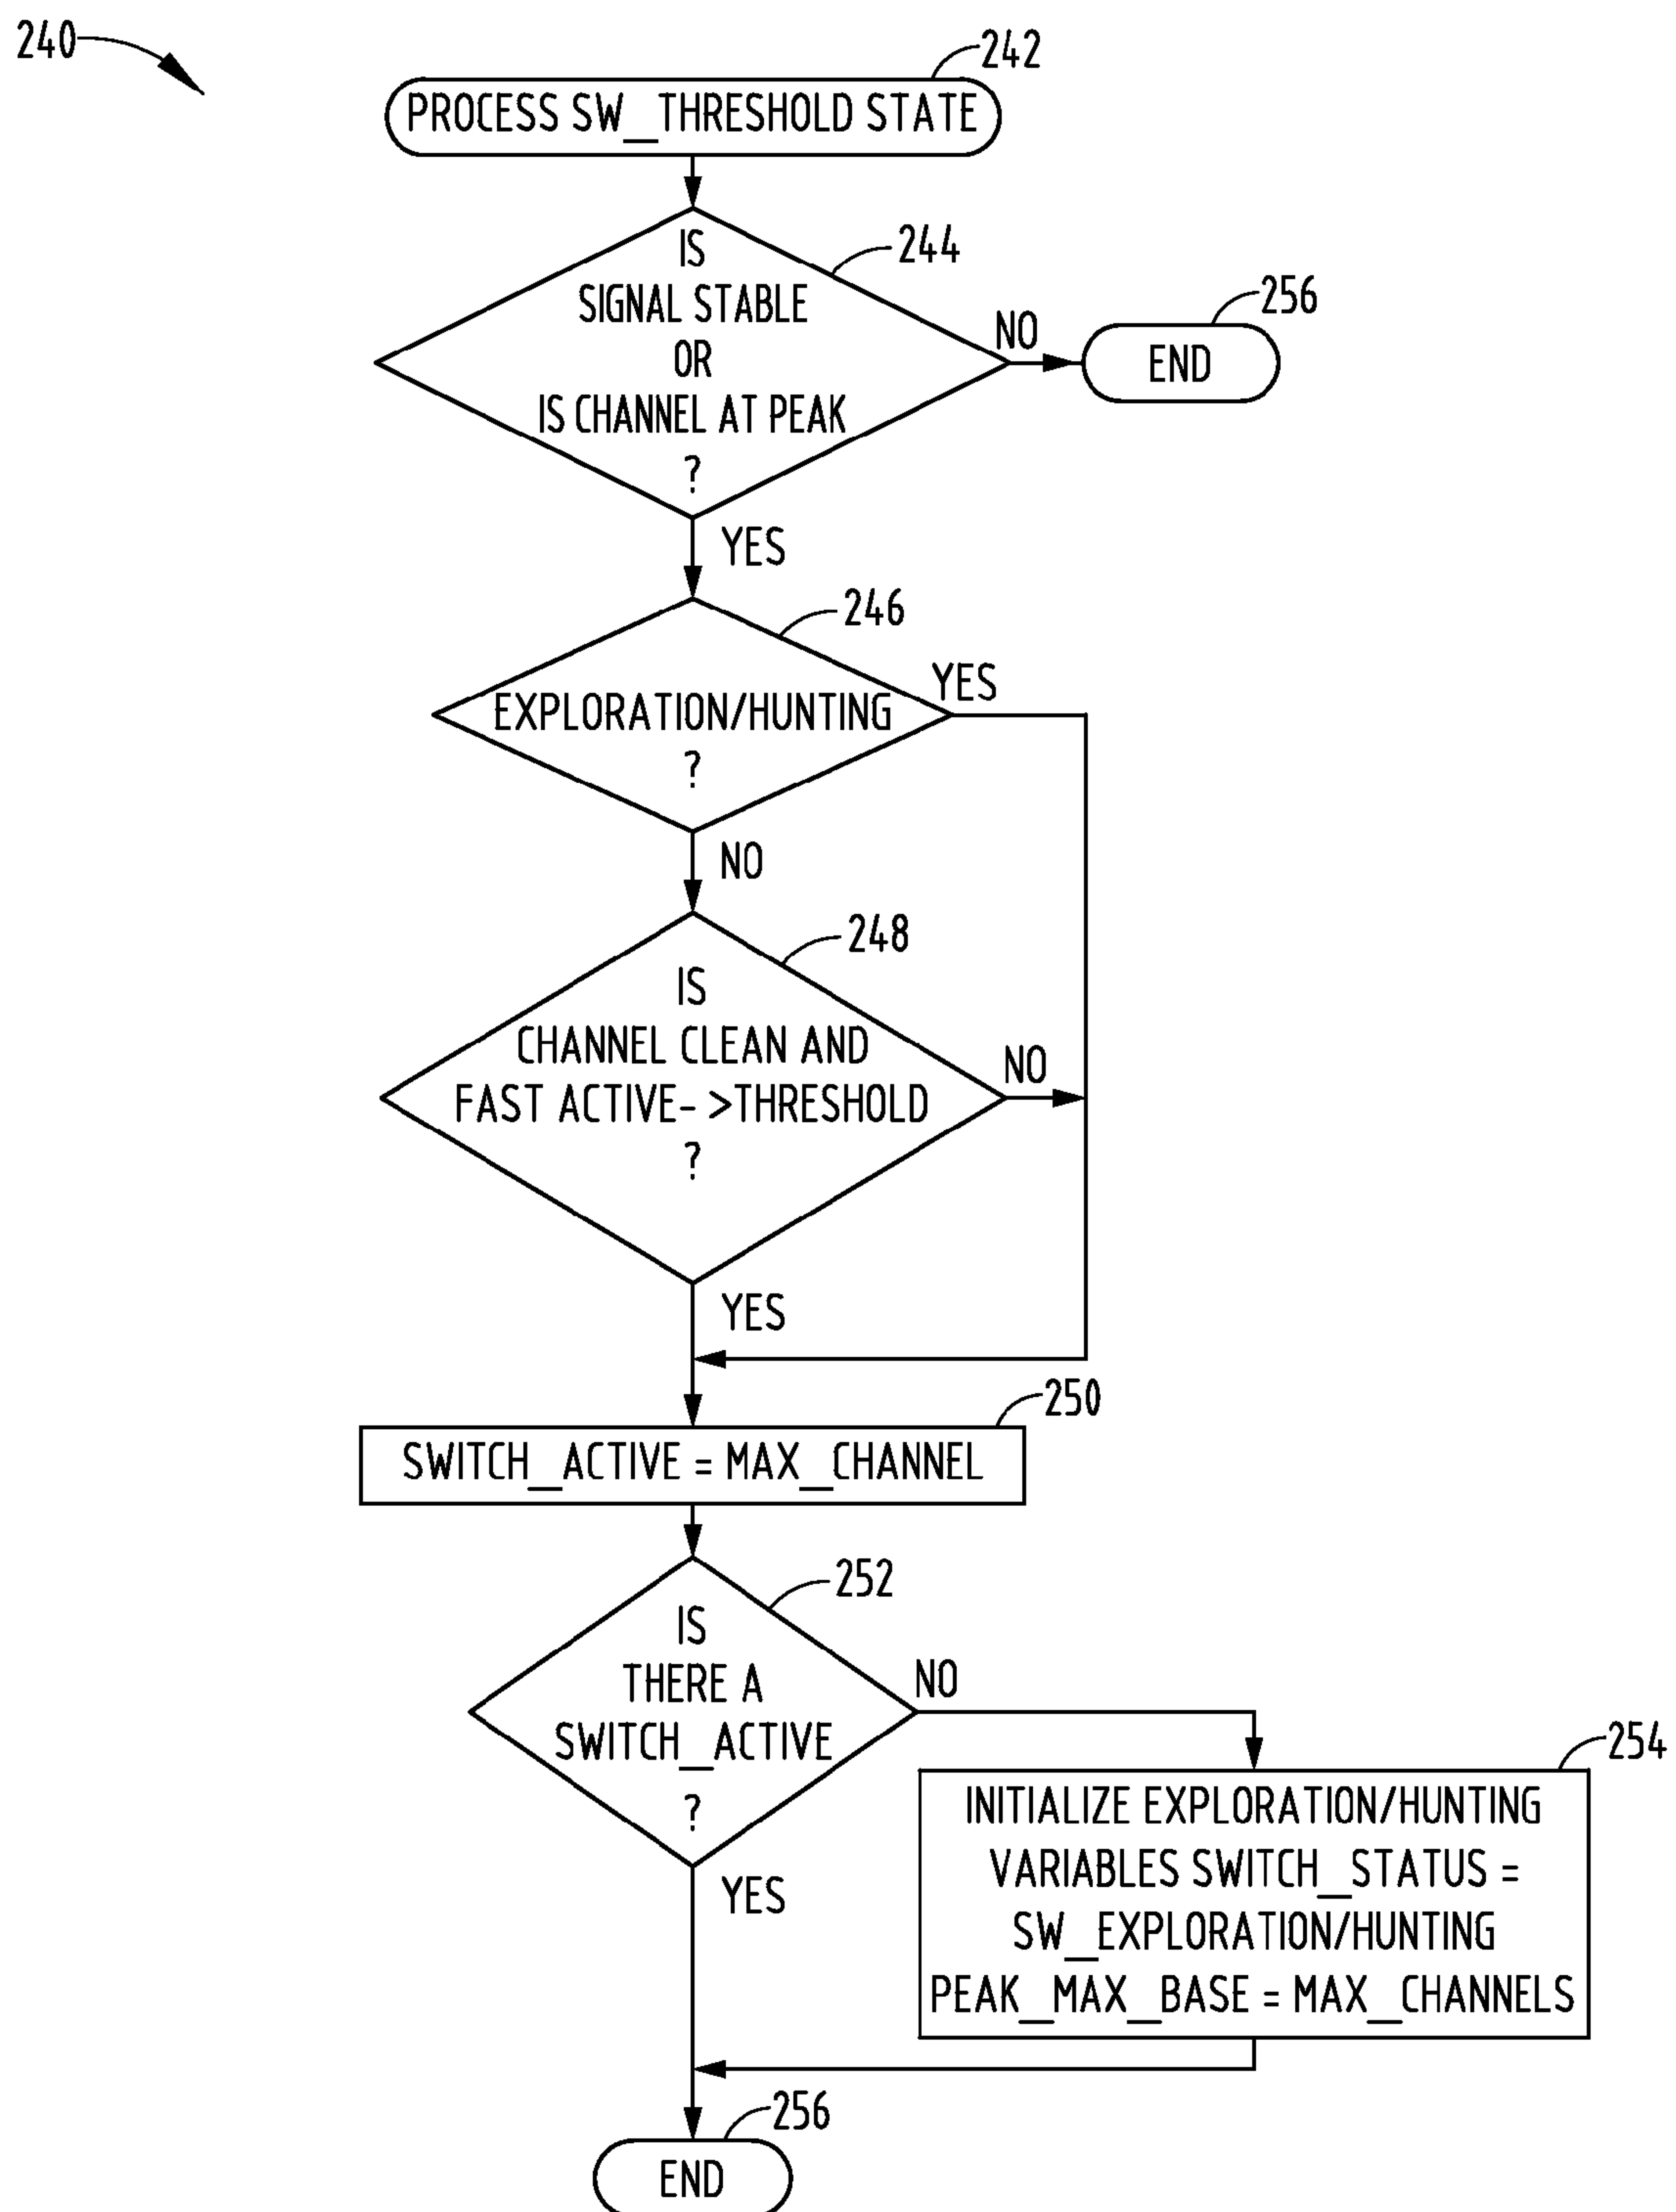 240
242
PROCESS SW_THRESHOLD STATE
244
IS
SIGNAL STABLE
OR
IS CHANNEL AT PEAK
?
NO
256
END
YES
246
EXPLORATION/HUNTING
?
YES
NO
248
IS
CHANNEL CLEAN AND
FAST ACTIVE- >THRESHOLD
?
NO
YES
250
SWITCH_ACTIVE = MAX_CHANNEL
252
IS
THERE A
SWITCH_ACTIVE
?
NO
YES
254
INITIALIZE EXPLORATION/HUNTING
VARIABLES SWITCH_STATUS =
SW_EXPLORATION/HUNTING
PEAK_MAX_BASE = MAX_CHANNELS
256
END